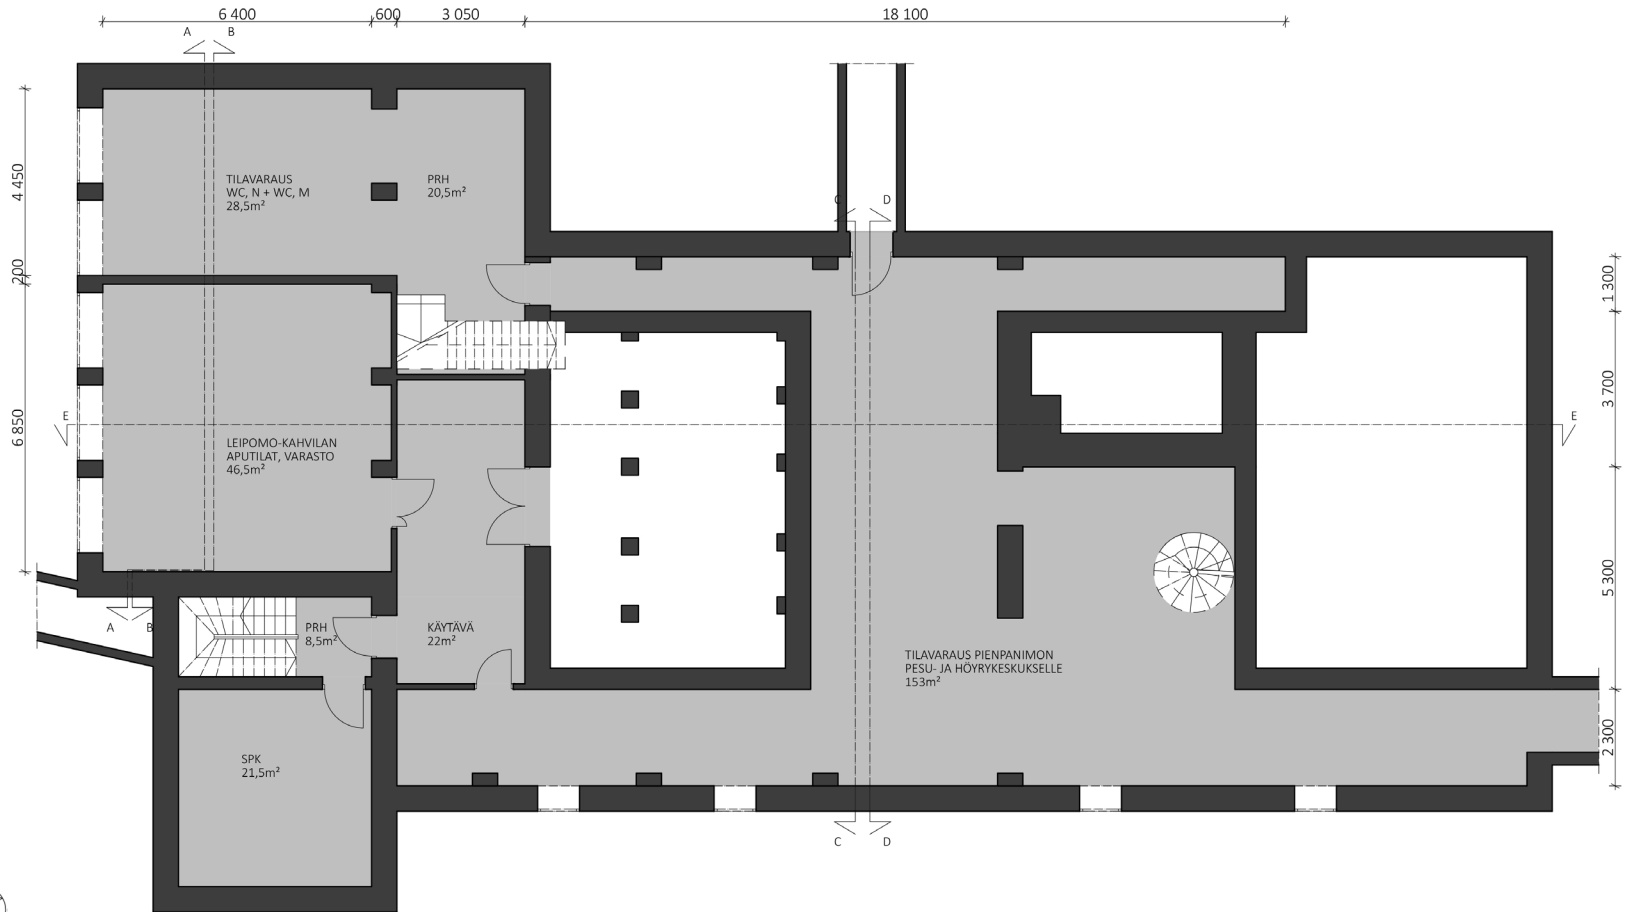 6 400
600
3 050
18 100
A
B
4 450
TILAVARAUS
WC, N + WC, M
28,5m²
PRH
20,5m²
C
D
200
1 300
3 700
E
E
6 850
LEIPOMO-KAHVILAN
APUTILAT, VARASTO
46,5m²
5 300
A
B
PRH
8,5m²
KÄYTÄVÄ
22m²
TILAVARAUS PIENPANIMON
PESU- JA HÖYRYKESKUKSELLE
153m²
2 300
SPK
21,5m²
C
D